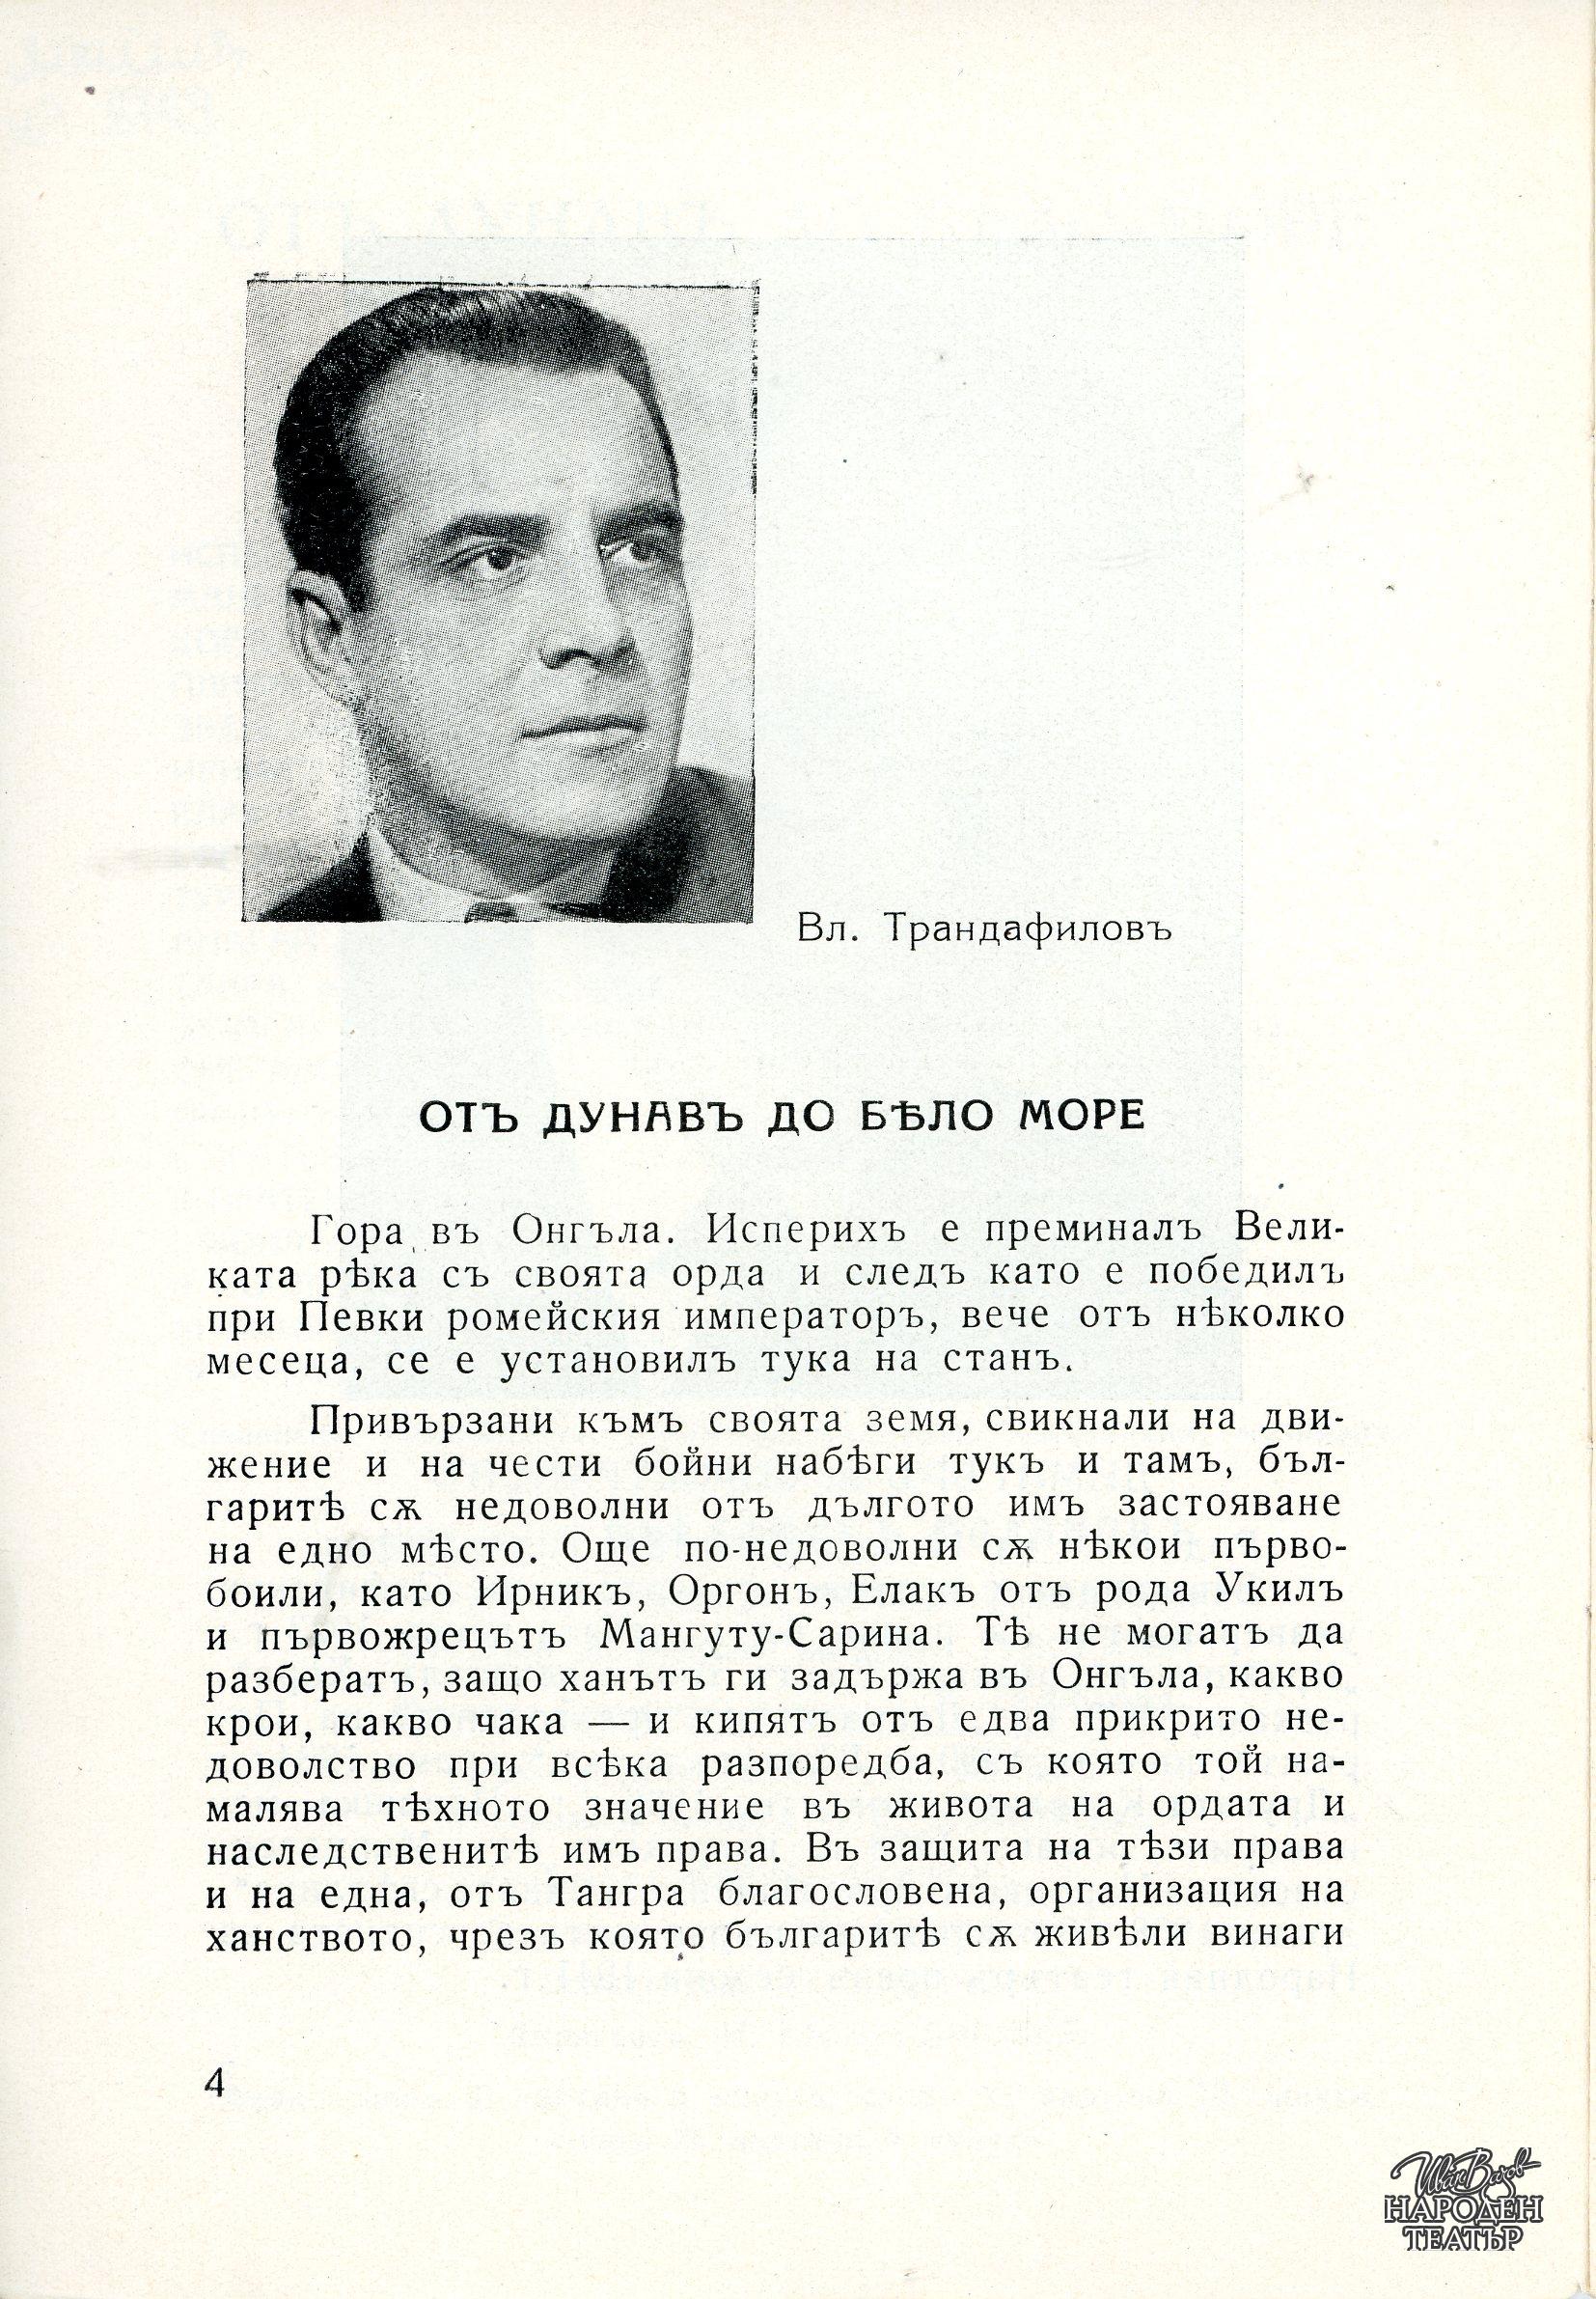 Вл. Трандафиловъ
ОТЪ ДУНАВЪ ДО БѢЛО МОРЕ
Гора въ Онгъла. Исперихъ е преминалъ Вели-
ката рѣка съ своята орда и следъ като е победилъ
при Певки ромейския императоръ, вече отъ нѣколко
месеца, се е установилъ тука на станъ.
Привързани къмъ своята земя, свикнали на дви-
жение и на чести бойни набѣги тукъ и тамъ, бъл-
гаритѣ сѫ недоволни отъ дългото имъ застояване
на едно мѣсто. Още по-недоволни сѫ нѣкои първо-
боили, като Ирникъ, Оргонъ, Елакъ отъ рода Укилъ
и първожрецътъ Мангуту-Сарина. Тѣ не могатъ да
разбератъ, защо ханътъ ги задържа въ Онгъла, какво
крои, какво чака — и кипятъ отъ едва прикрито не-
доволство при всѣка разпоредба, съ която той на-
малява тѣхното значение въ живота на ордата и
наследственитѣ имъ права. Въ защита на тѣзи права
и на една, отъ Тангра благословена, организация на
ханството, чрезъ която българитѣ сѫ живѣли винаги
4
Иван Вазов
НАРОДЕН
ТЕАТЪР